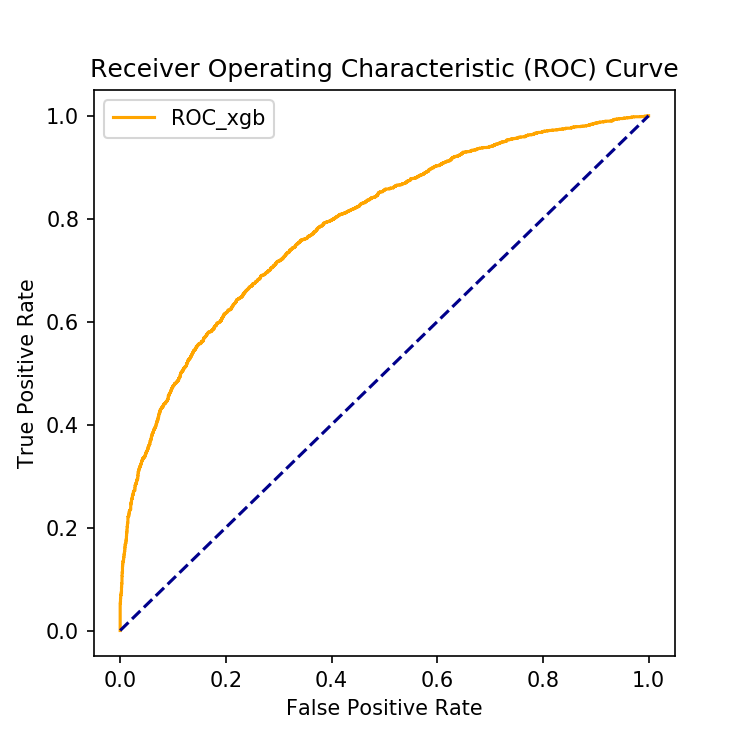 Receiver Operating Characteristic (ROC) Curve
ROC_xgb
1.0
0.8
0.6
0.4
0.2
0.0
True Positive Rate
0.0 0.2 0.4 0.6 0.8 1.0
False Positive Rate